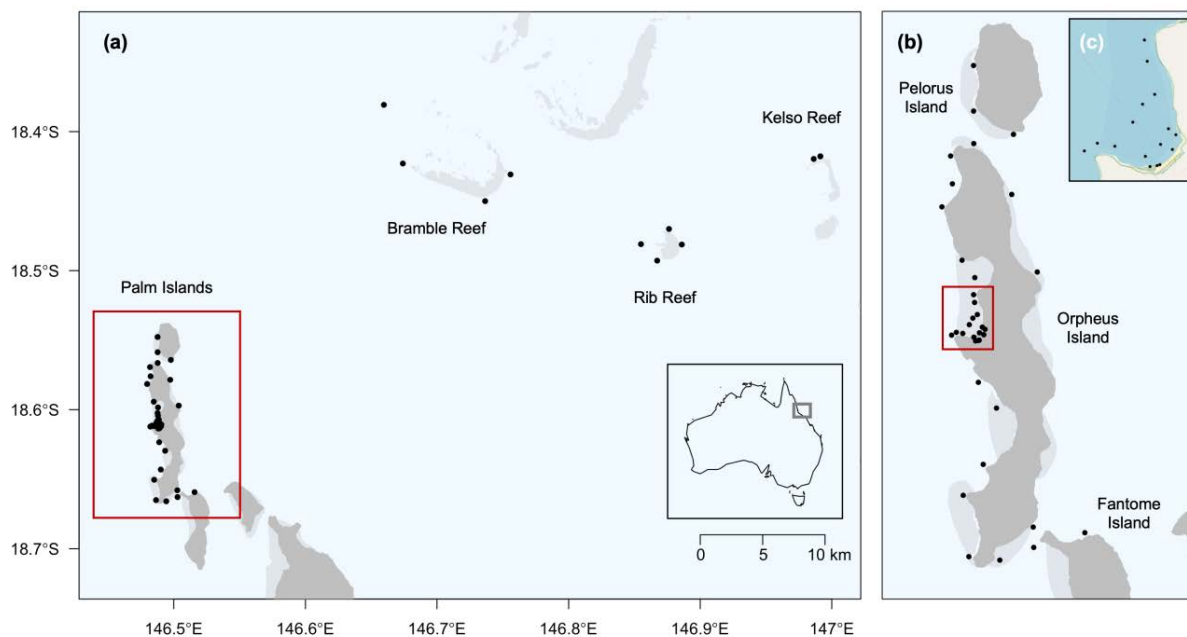 (a)
18.4°S
18.5°S
18.6°S
18.7°S
Kelso Reef
Bramble Reef
Rib Reef
Palm Islands
0 5 10 km
146.5°E 146.6°E 146.7°E 146.8°E 146.9°E 147°E
(b)
(c)
Pelorus
Island
Orpheus
Island
Fantome
Island